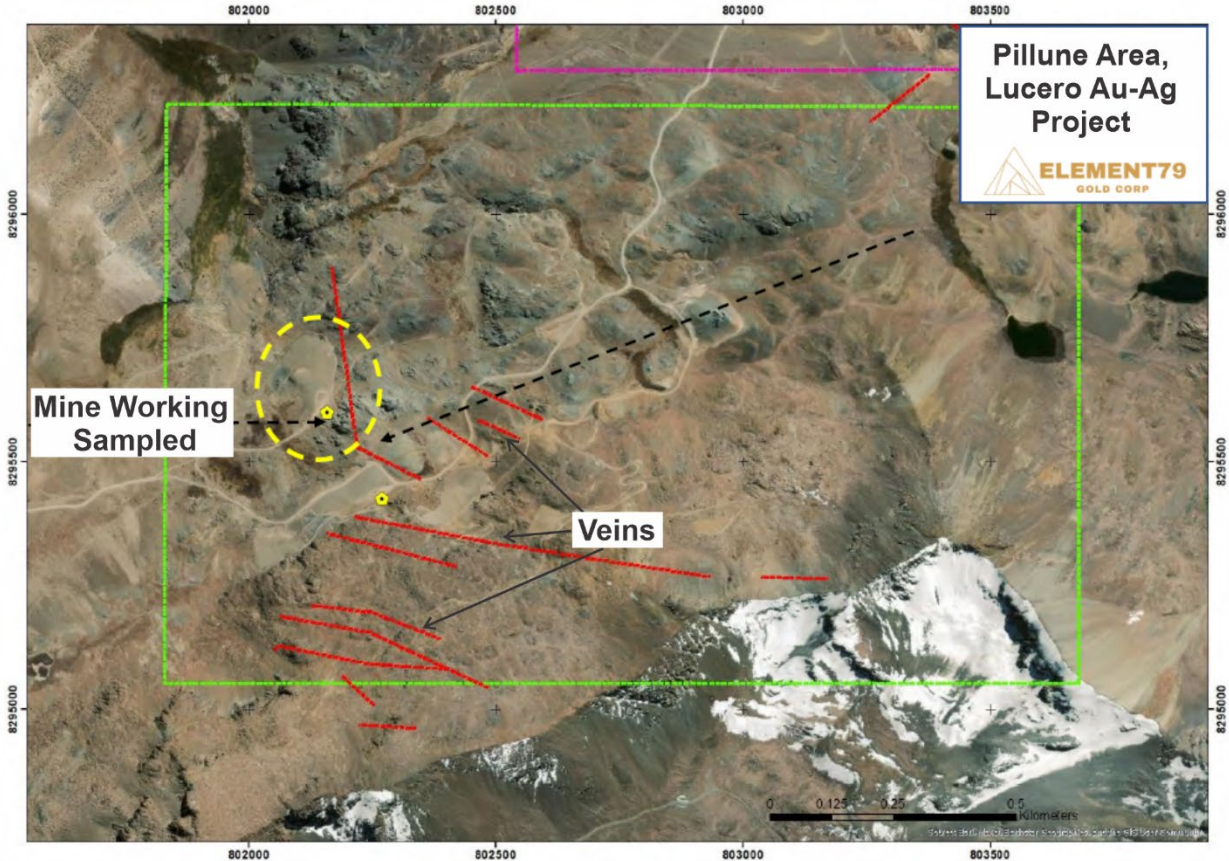 802000 802500 803000 803500
Pillune Area,
Lucero Au-Ag
Project
ELEMENT79
GOLD CORP
8296000 8296000
Mine Working
Sampled
8295500 8295500
Veins
8295000 8295000
0 0.125 0.25 0.5
Kilometers
802000 802500 803000 803500